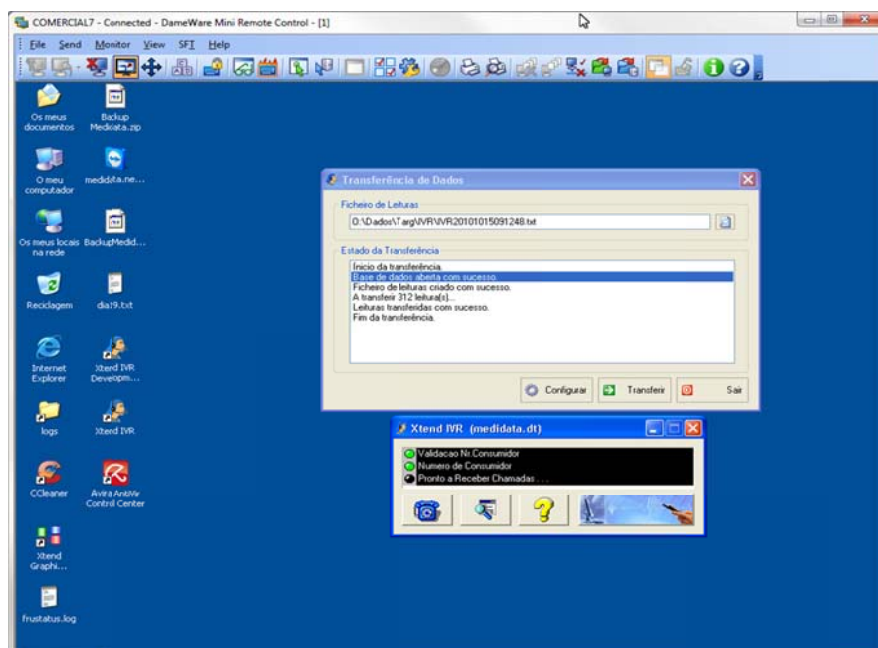 COMERCIAL7 - Connected - DameWare Mini Remote Control - [1]
File Send Monitor View SFT Help
Os meus documentos
Backup Medidata.zip
O meu computador
medidata.ne...
Os meus locais na rede
BackupMedid...
Reciclagem
dia19.txt
Internet Explorer
Xtend IVR Developm...
logs
Xtend IVR
CCleaner
Avira AntiVir Control Center
Xtend Graphi...
frustatus.log
Transferência de Dados
Ficheiro de Leituras
D:\Dados\Targ\IVR\IVR20101015091248.txt
Estado da Transferência
Inicio da transferência.
Base de dados aberta com sucesso.
Ficheiro de leituras criado com sucesso.
A transferir 312 leitura(s)...
Leituras transferidas com sucesso.
Fim da transferência.
Configurar Transferir Sair
Xtend IVR (medidata.dt)
Validacao Nr.Consumidor
Numero de Consumidor
Pronto a Receber Chamadas . . .